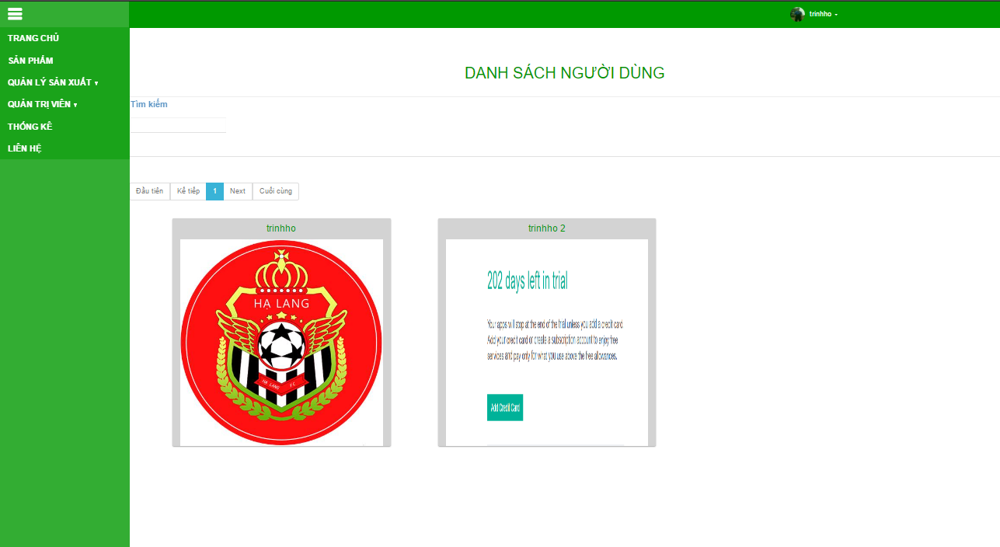 trinhho
TRANG CHỦ
SẢN PHẨM
QUẢN LÝ SẢN XUẤT
QUẢN TRỊ VIÊN
THỐNG KÊ
LIÊN HỆ
DANH SÁCH NGƯỜI DÙNG
Tìm kiếm
Đầu tiên Kế tiếp 1 Next Cuối cùng
trinhho
HẠ LANG
HẠ LANG F.C
trinhho 2
202 days left in trial
Your apps will stop at the end of the trial unless you add a credit card.
Add your credit card or create a subscription account to enjoy free
services and pay only for what you use above the free allowances.
Add Credit Card